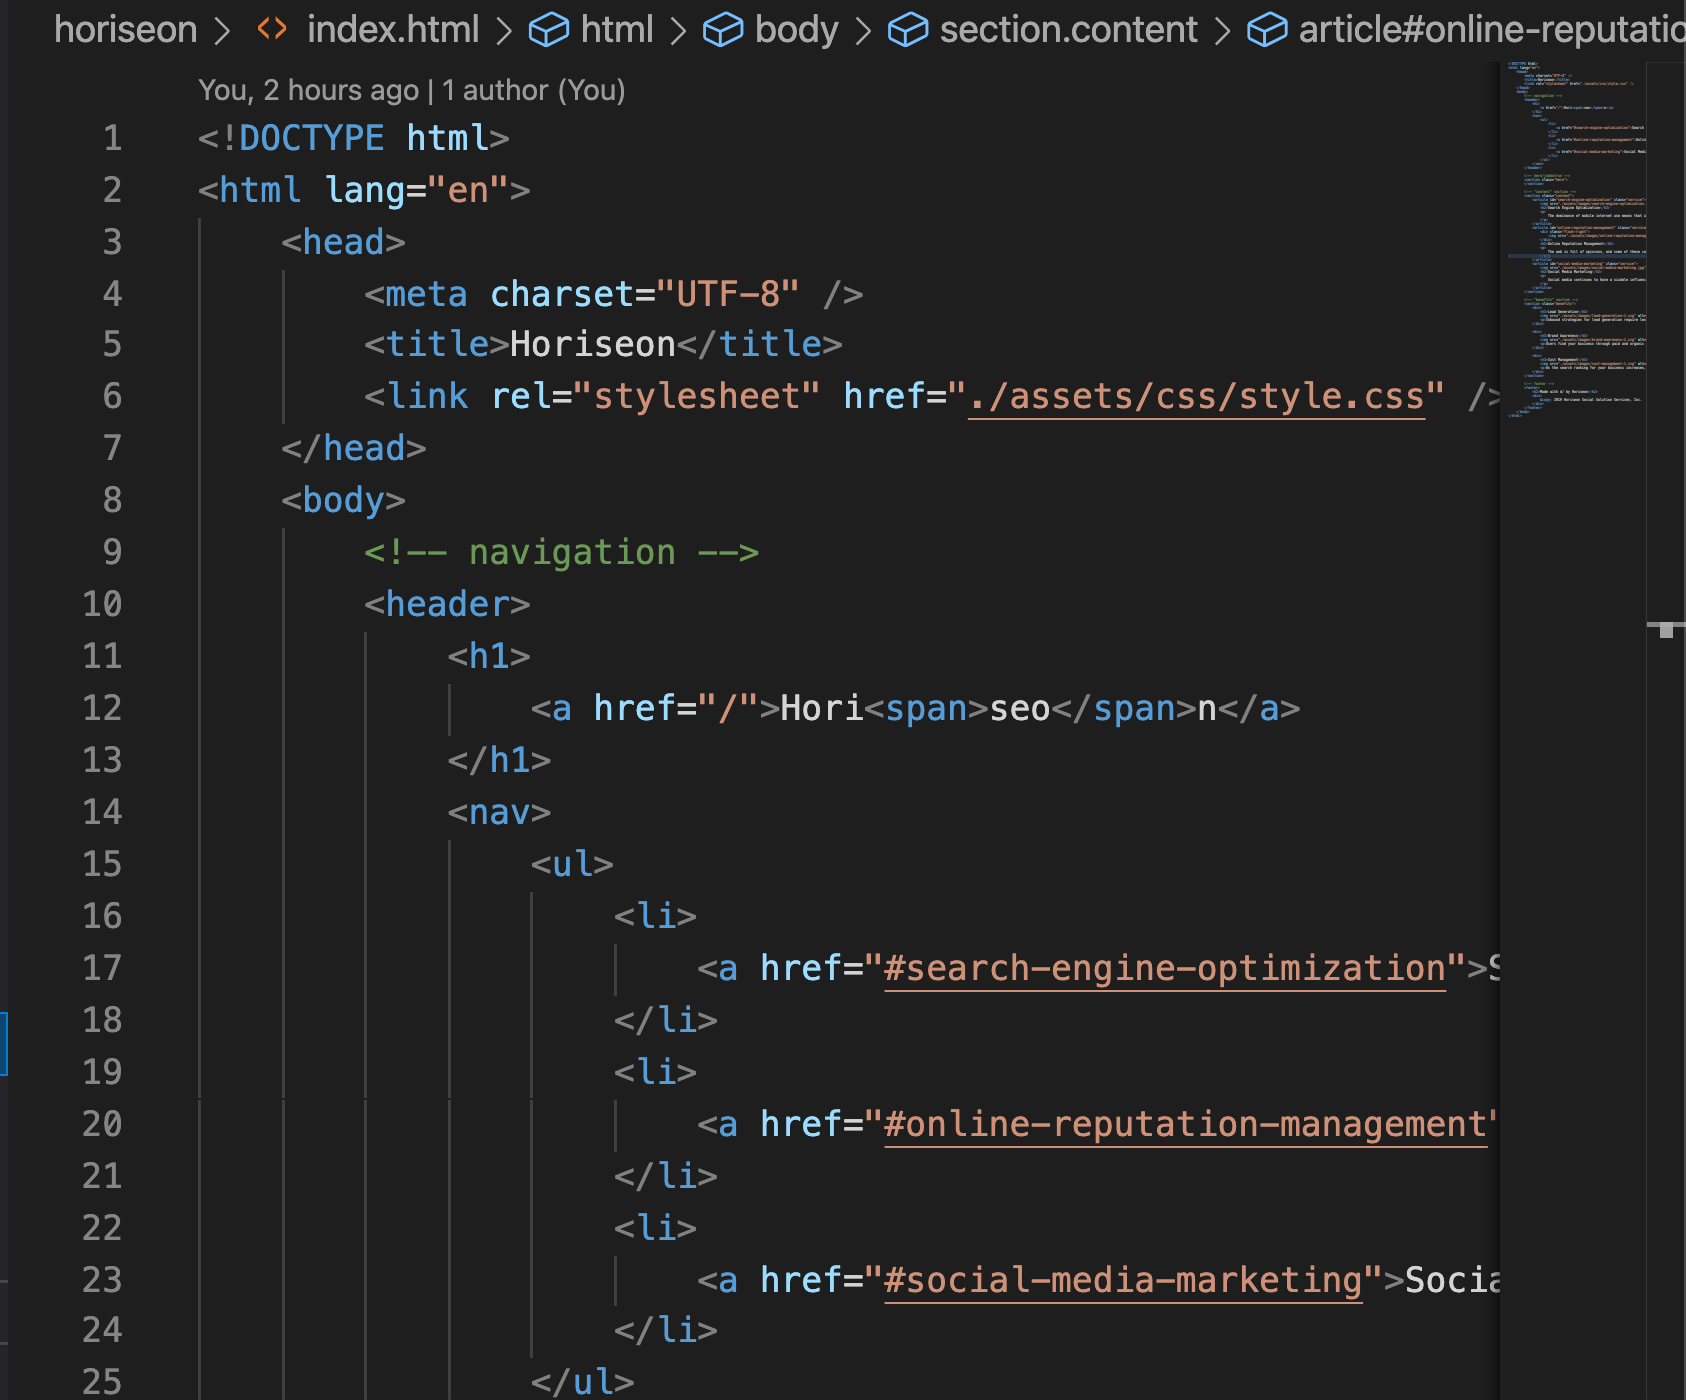 horiseon > <> index.html > html > body > section.content > article#online-reputatio
You, 2 hours ago | 1 author (You)
1 <!DOCTYPE html>
2 <html lang="en">
3 <head>
4 <meta charset="UTF-8" />
5 <title>Horiseon</title>
6 <link rel="stylesheet" href="./assets/css/style.css" />
7 </head>
8 <body>
9 <!-- navigation -->
10 <header>
11 <h1>
12 <a href="/">Hori<span>seo</span>n</a>
13 </h1>
14 <nav>
15 <ul>
16 <li>
17 <a href="#search-engine-optimization">S
18 </li>
19 <li>
20 <a href="#online-reputation-management"
21 </li>
22 <li>
23 <a href="#social-media-marketing">Socia
24 </li>
25 </ul>